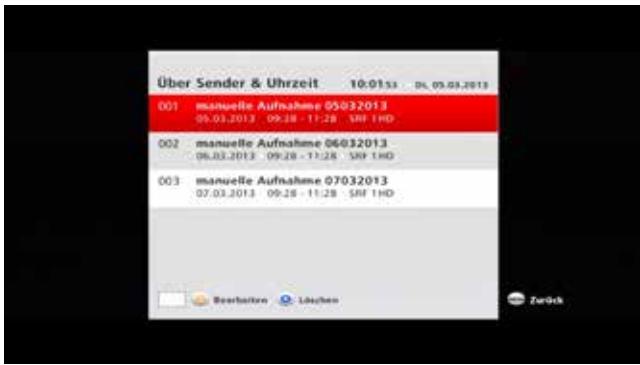 Über Sender & Uhrzeit 10:01:53 Di, 05.03.2013
001 manuelle Aufnahme 05032013
05.03.2013 09:28 - 11:28 SRF 1 HD
002 manuelle Aufnahme 06032013
06.03.2013 09:28 - 11:28 SRF 1 HD
003 manuelle Aufnahme 07032013
07.03.2013 09:28 - 11:28 SRF 1 HD
Bearbeiten Löschen Zurück